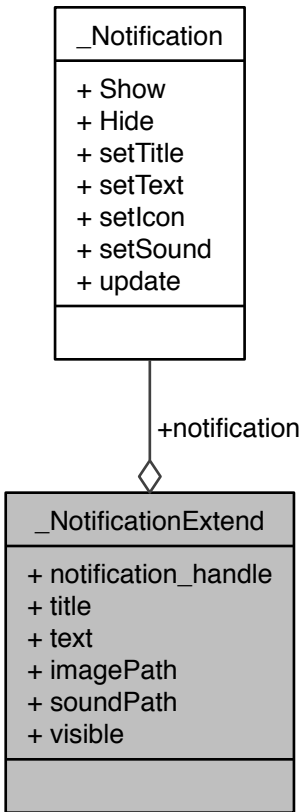 _Notification
+ Show
+ Hide
+ setTitle
+ setText
+ setIcon
+ setSound
+ update
+notification
_NotificationExtend
+ notification_handle
+ title
+ text
+ imagePath
+ soundPath
+ visible